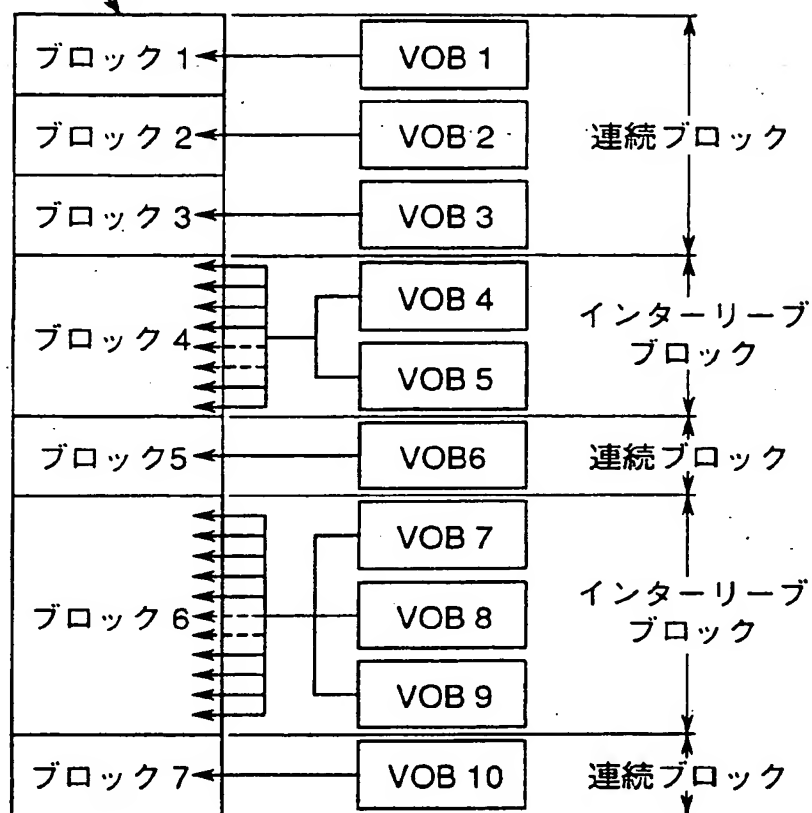 ブロック 1
VOB 1
ブロック 2
VOB 2
連続ブロック
ブロック 3
VOB 3
ブロック 4
VOB 4
VOB 5
インターリーブ
ブロック
ブロック5
VOB6
連続ブロック
ブロック 6
VOB 7
VOB 8
VOB 9
インターリーブ
ブロック
ブロック 7
VOB 10
連続ブロック